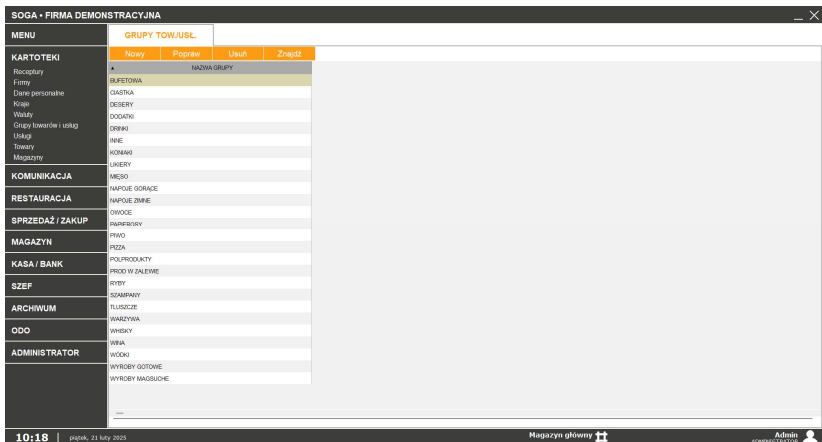 SOGA • FIRMA DEMONSTRACYJNA
MENU
GRUPY TOW./USŁ.
KARTOTEKI
Nowy Popraw Usuń Znajdź
NAZWA GRUPY
Receptury
Firmy
Dane personalne
Kraje
Waluty
Grupy towarów i usług
Usługi
Towary
Magazyny
KOMUNIKACJA
RESTAURACJA
SPRZEDAŻ / ZAKUP
MAGAZYN
KASA / BANK
SZEF
ARCHIWUM
ODO
ADMINISTRATOR
BUFETOWA
CIASTKA
DESERY
DODATKI
DRINKI
INNE
KONIAKI
LIKIERY
MIĘSO
NAPOJE GORĄCE
NAPOJE ZIMNE
OWOCE
PAPIEROSY
PIWO
PIZZA
POLPRODUKTY
PROD W ZALEWIE
RYBY
SZAMPANY
TŁUSZCZE
WARZYWA
WHISKY
WINA
WÓDKI
WYROBY GOTOWE
WYROBY MAGSUCHE
10:18 | piątek, 21 luty 2025
Magazyn główny
Admin
ADMINISTRATOR